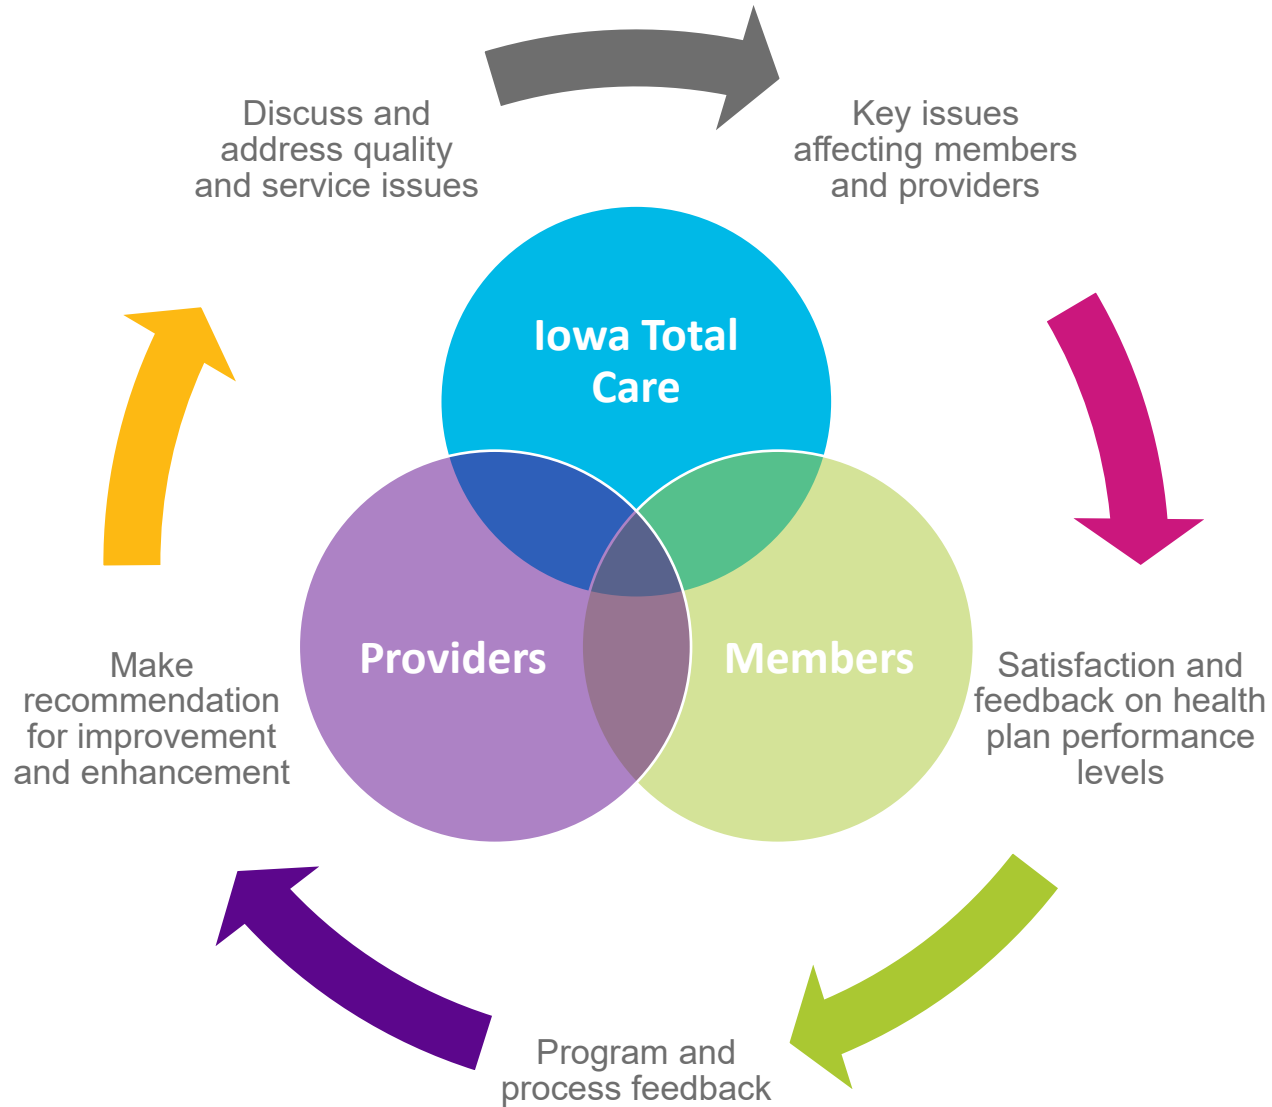 Discuss and
address quality
and service issues
Key issues
affecting members
and providers
Iowa Total
Care
Providers
Members
Make
recommendation
for improvement
and enhancement
Satisfaction and
feedback on health
plan performance
levels
Program and
process feedback